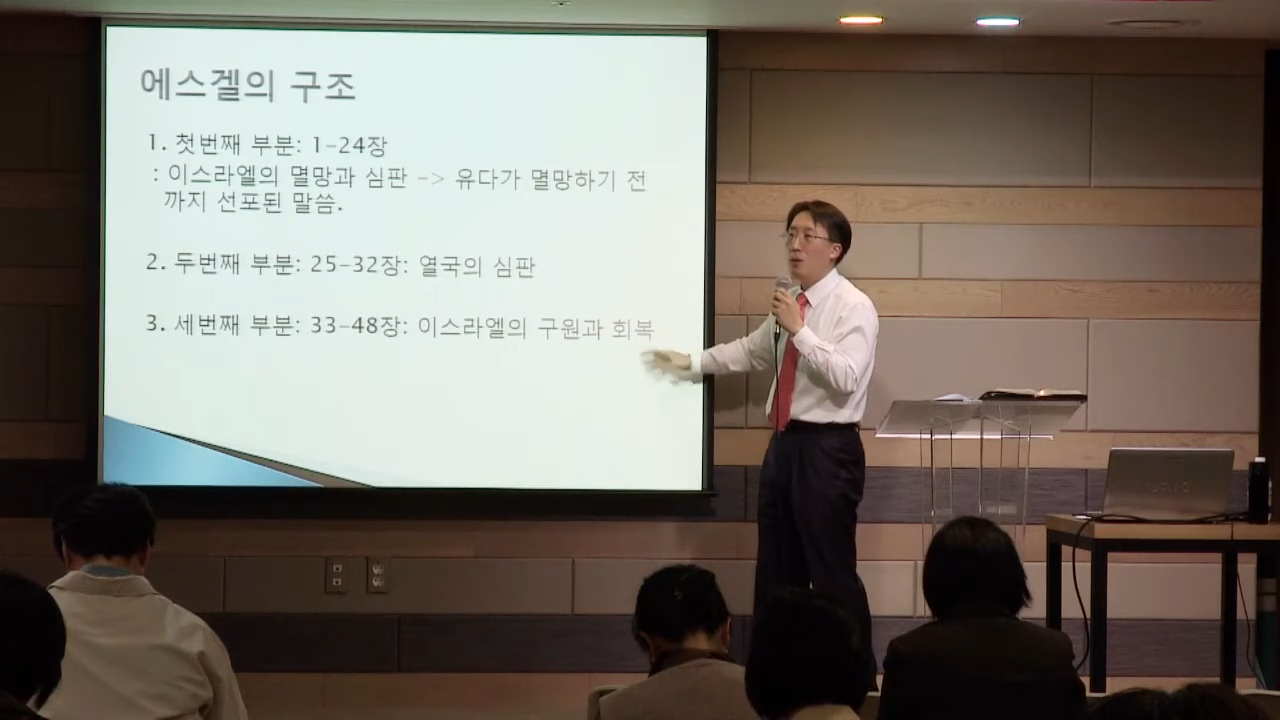 에스겔의 구조
1. 첫번째 부분: 1-24장
: 이스라엘의 멸망과 심판 -> 유다가 멸망하기 전
까지 선포된 말씀.
2. 두번째 부분: 25-32장: 열국의 심판
3. 세번째 부분: 33-48장: 이스라엘의 구원과 회복